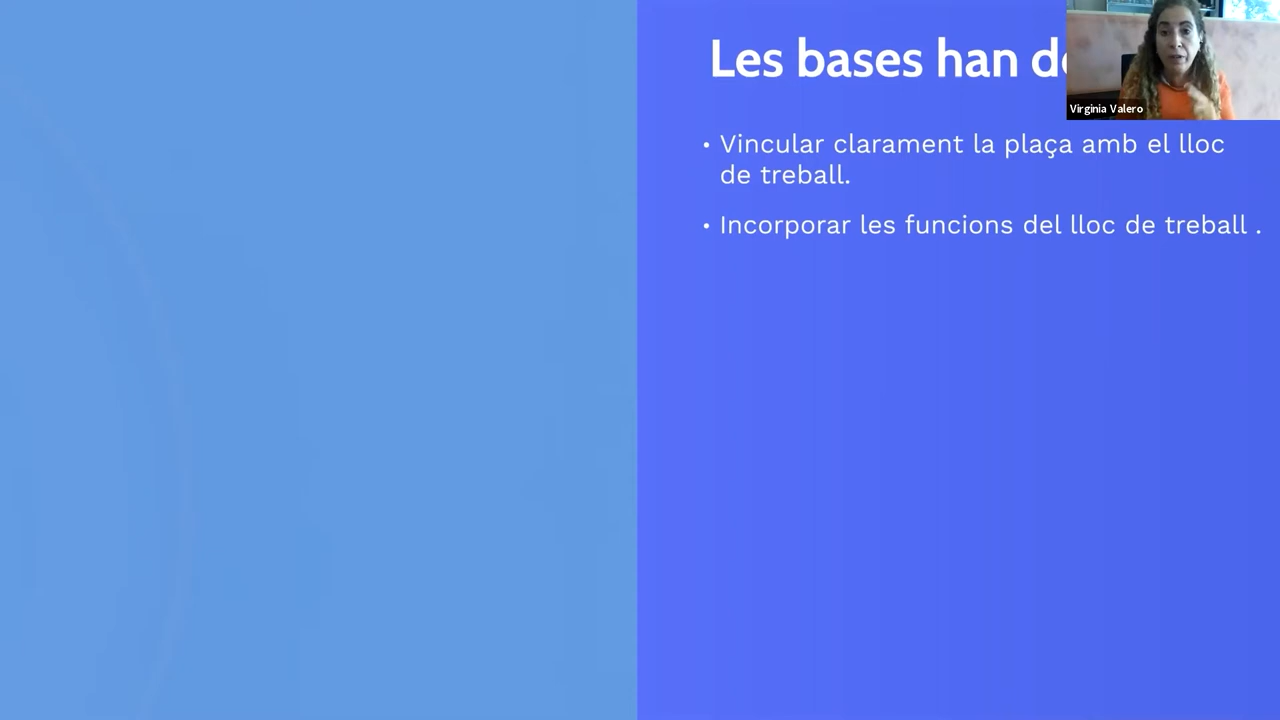 Les bases han
Virginia Valero
• Vincular clarament la plaça amb el lloc
de treball.
• Incorporar les funcions del lloc de treball .